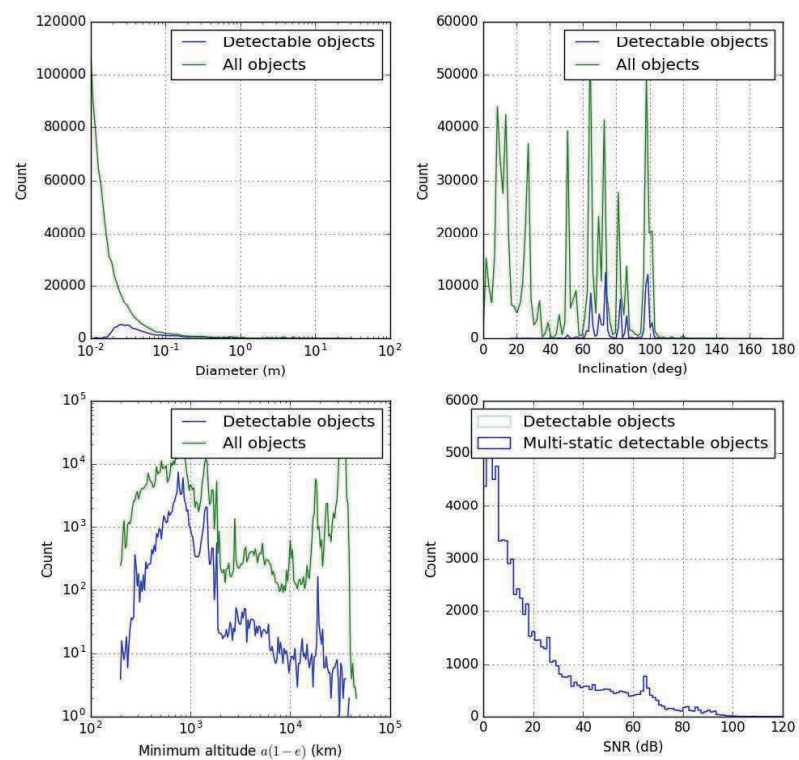 120000
100000
80000
60000
40000
20000
0
Count
Detectable objects
All objects
10^-2 10^-1 10^0 10^1 10^2
Diameter (m)
60000
50000
40000
30000
20000
10000
0
Count
Detectable objects
All objects
0 20 40 60 80 100 120 140 160 180
Inclination (deg)
10^5
10^4
10^3
10^2
10^1
10^0
Count
Detectable objects
All objects
10^2 10^3 10^4 10^5
Minimum altitude a(1−e) (km)
6000
5000
4000
3000
2000
1000
0
Count
Detectable objects
Multi-static detectable objects
0 20 40 60 80 100 120
SNR (dB)